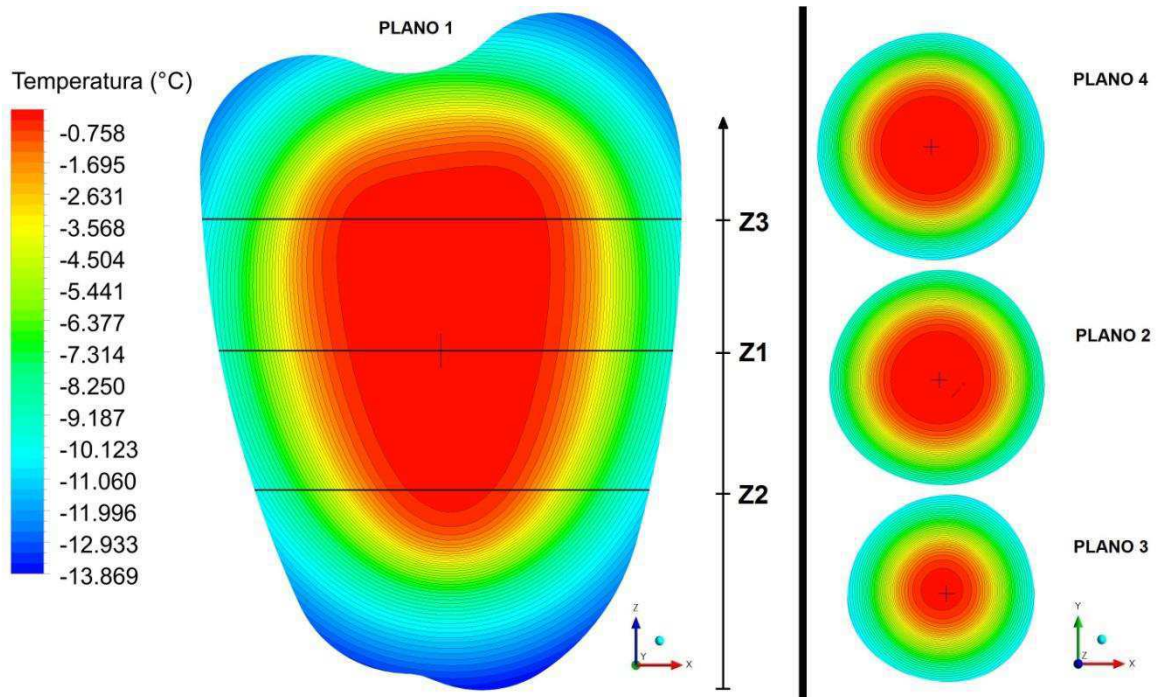 PLANO 1
Temperatura (°C)
-0.758
-1.695
-2.631
-3.568
-4.504
-5.441
-6.377
-7.314
-8.250
-9.187
-10.123
-11.060
-11.996
-12.933
-13.869
Z3
Z1
Z2
Z
Y
X
PLANO 4
PLANO 2
PLANO 3
Y
Z
X